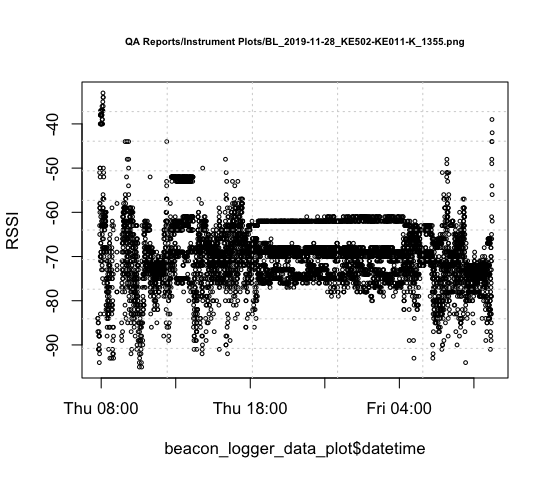 QA Reports/Instrument Plots/BL_2019-11-28_KE502-KE011-K_1355.png
-40
-50
-60
-70
-80
-90
RSSI
Thu 08:00 Thu 18:00 Fri 04:00
beacon_logger_data_plot$datetime